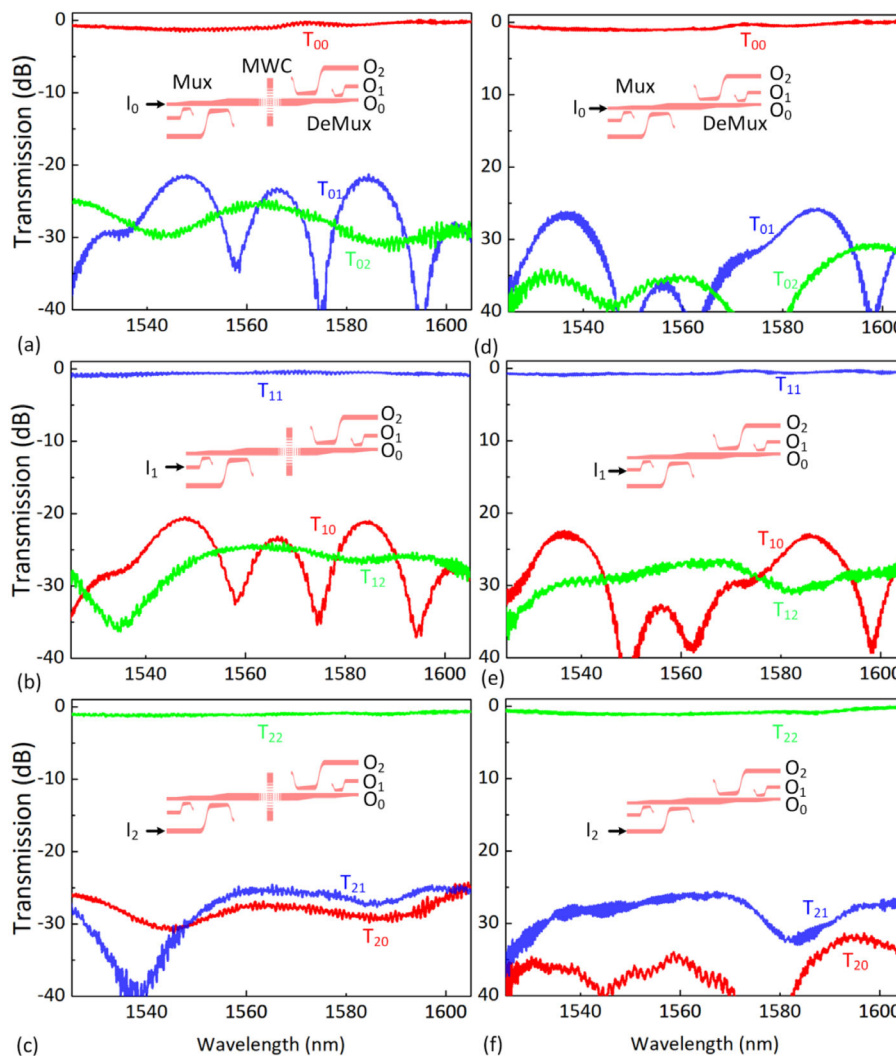 0
T00
-10
Mux
MWC
O2
I0
O1
O0
DeMux
-20
T01
-30
T02
-40
1540
1560
1580
1600
Transmission (dB)
(a)
0
T00
10
Mux
O2
I0
O1
O0
DeMux
20
T01
30
T02
40
1540
1560
1580
1600
(d)
0
T11
-10
O2
O1
I1
O0
-20
T10
-30
T12
-40
1540
1560
1580
1600
Transmission (dB)
(b)
0
T11
10
O2
O1
I1
O0
20
T10
30
T12
40
1540
1560
1580
1600
(e)
0
T22
-10
O2
O1
O0
I2
-20
T21
-30
T20
-40
1540
1560
1580
1600
Transmission (dB)
(c)
Wavelength (nm)
0
T22
10
O2
O1
O0
I2
20
T21
30
T20
40
1540
1560
1580
1600
(f)
Wavelength (nm)